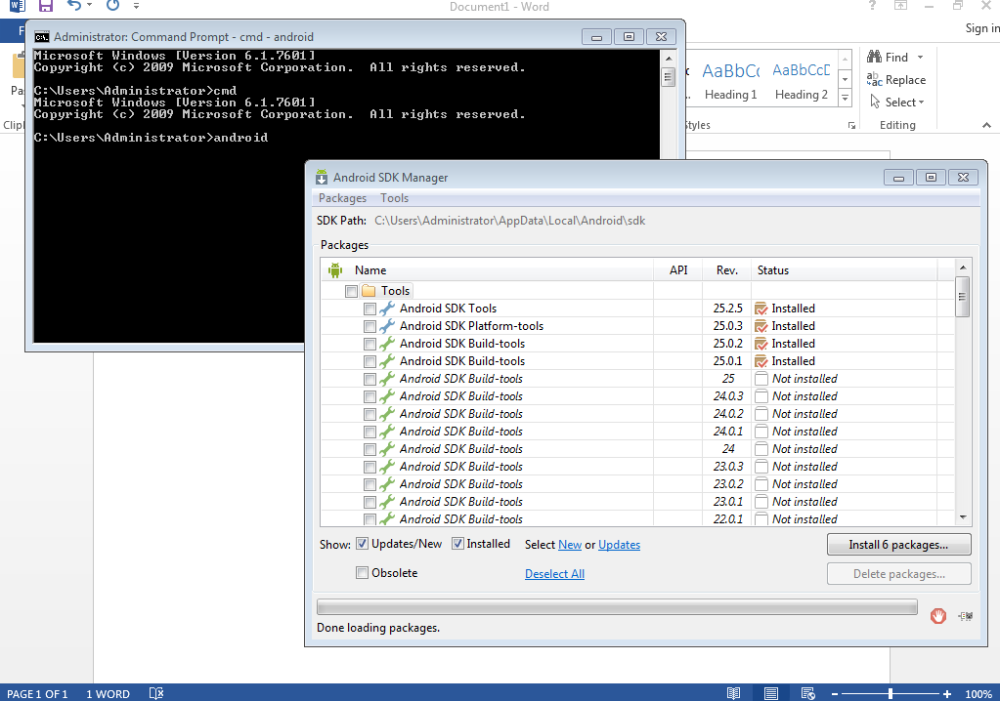 Document1 - Word
Sign in
Administrator: Command Prompt - cmd - android
Microsoft Windows [Version 6.1.7601]
Copyright (c) 2009 Microsoft Corporation.  All rights reserved.
C:\Users\Administrator>cmd
Microsoft Windows [Version 6.1.7601]
Copyright (c) 2009 Microsoft Corporation.  All rights reserved.
C:\Users\Administrator>android
AaBbCc AaBbCcD
Heading 1 Heading 2
Find
Replace
Select
Editing
Android SDK Manager
Packages Tools
SDK Path: C:\Users\Administrator\AppData\Local\Android\sdk
Packages
Name API Rev. Status
Tools
Android SDK Tools 25.2.5 Installed
Android SDK Platform-tools 25.0.3 Installed
Android SDK Build-tools 25.0.2 Installed
Android SDK Build-tools 25.0.1 Installed
Android SDK Build-tools 25 Not installed
Android SDK Build-tools 24.0.3 Not installed
Android SDK Build-tools 24.0.2 Not installed
Android SDK Build-tools 24.0.1 Not installed
Android SDK Build-tools 24 Not installed
Android SDK Build-tools 23.0.3 Not installed
Android SDK Build-tools 23.0.2 Not installed
Android SDK Build-tools 23.0.1 Not installed
Android SDK Build-tools 22.0.1 Not installed
Show: Updates/New Installed Select New or Updates Install 6 packages...
Obsolete Deselect All Delete packages...
Done loading packages.
PAGE 1 OF 1 1 WORD 100%